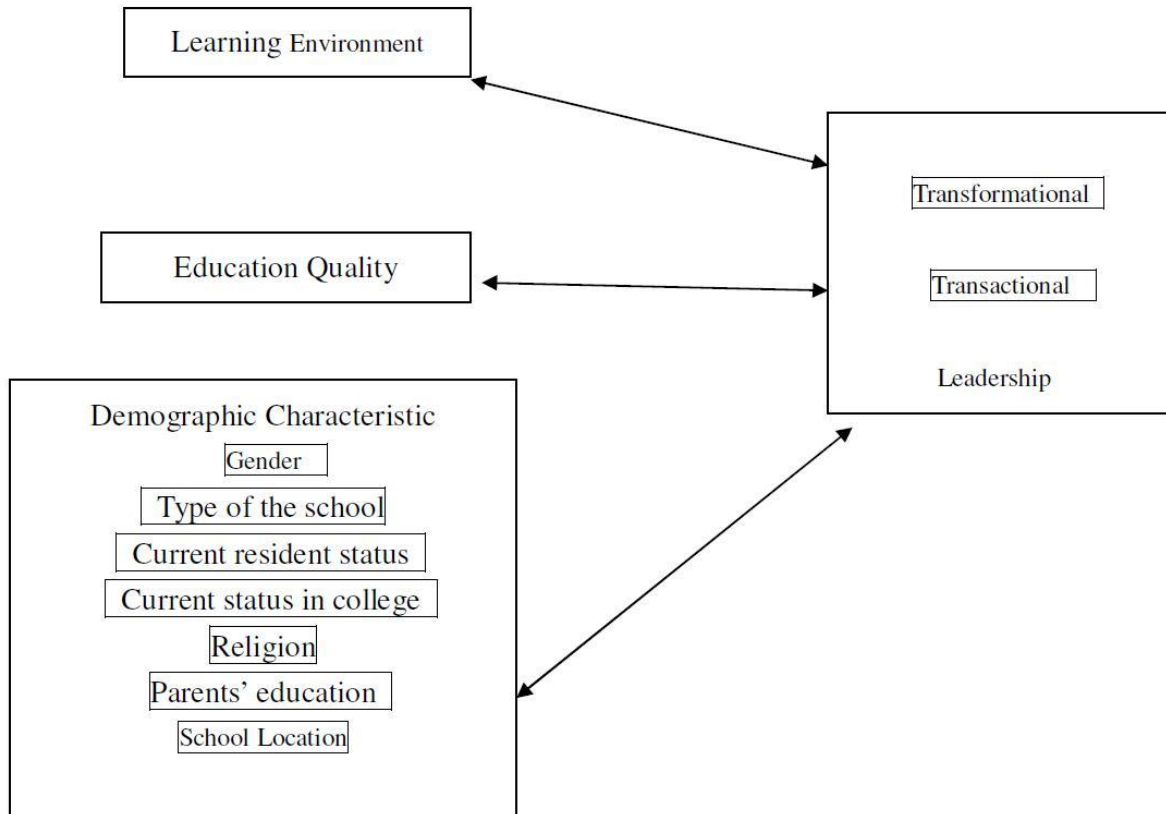 Learning Environment
Transformational
Education Quality
Transactional
Leadership
Demographic Characteristic
Gender
Type of the school
Current resident status
Current status in college
Religion
Parents’ education
School Location